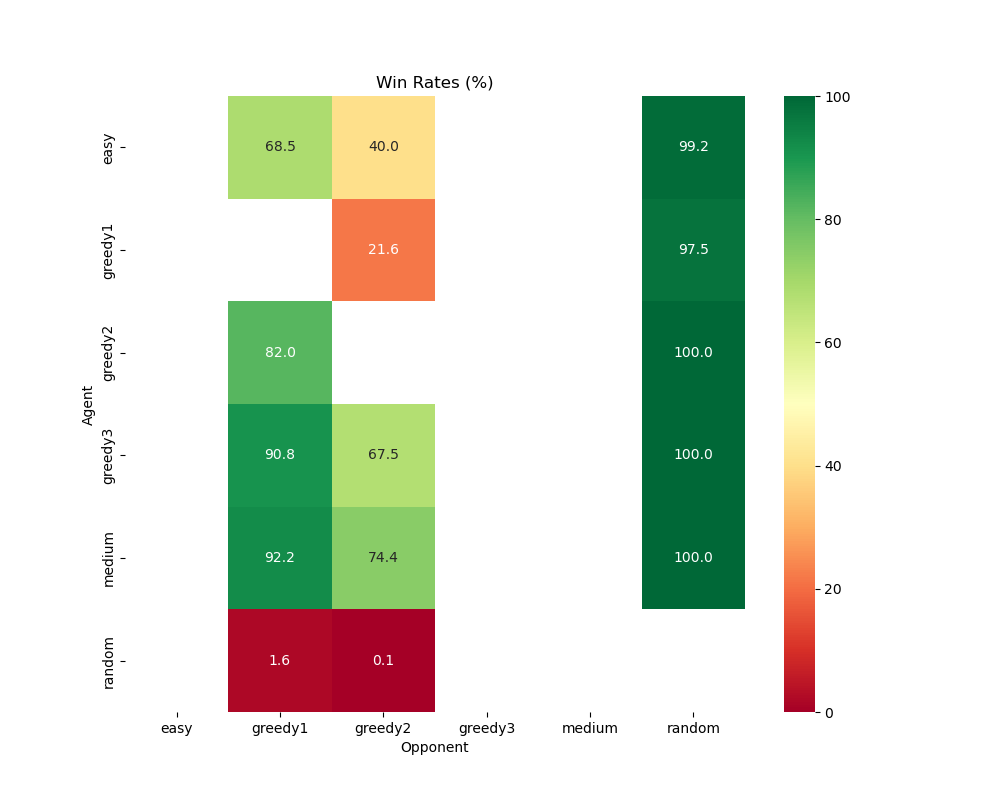 Win Rates (%)
easy 68.5 40.0 99.2
greedy1 21.6 97.5
greedy2 82.0 100.0
greedy3 90.8 67.5 100.0
medium 92.2 74.4 100.0
random 1.6 0.1
Agent
easy greedy1 greedy2 greedy3 medium random
Opponent
100
80
60
40
20
0